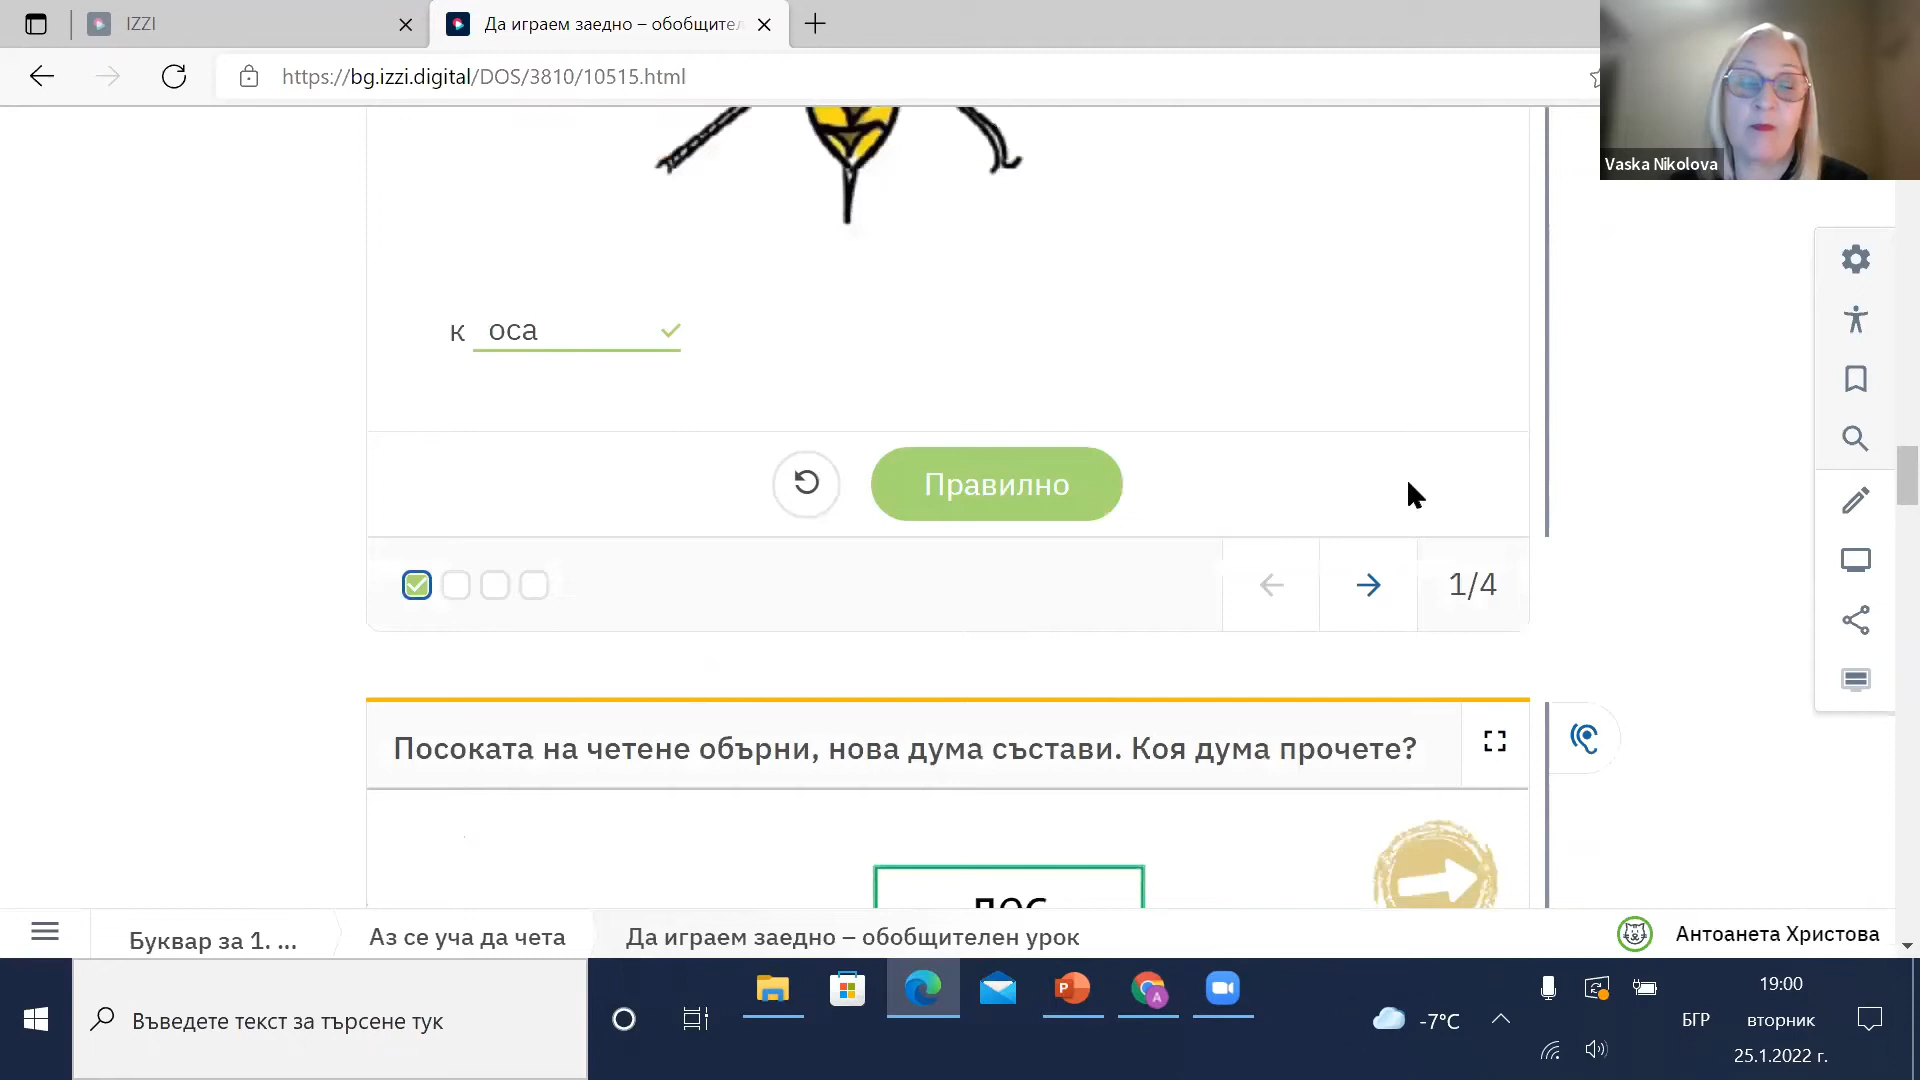 IZZI
Да играем заедно – обобщител
https://bg.izzi.digital/DOS/3810/10515.html
Vaska Nikolova
к оса
Правилно
1/4
Посоката на четене обърни, нова дума състави. Коя дума прочете?
Буквар за 1. ...
Аз се уча да чета
Да играем заедно – обобщителен урок
Антоанета Христова
Въведете текст за търсене тук
P
A
-7°C
БГР
19:00
вторник
25.1.2022 г.